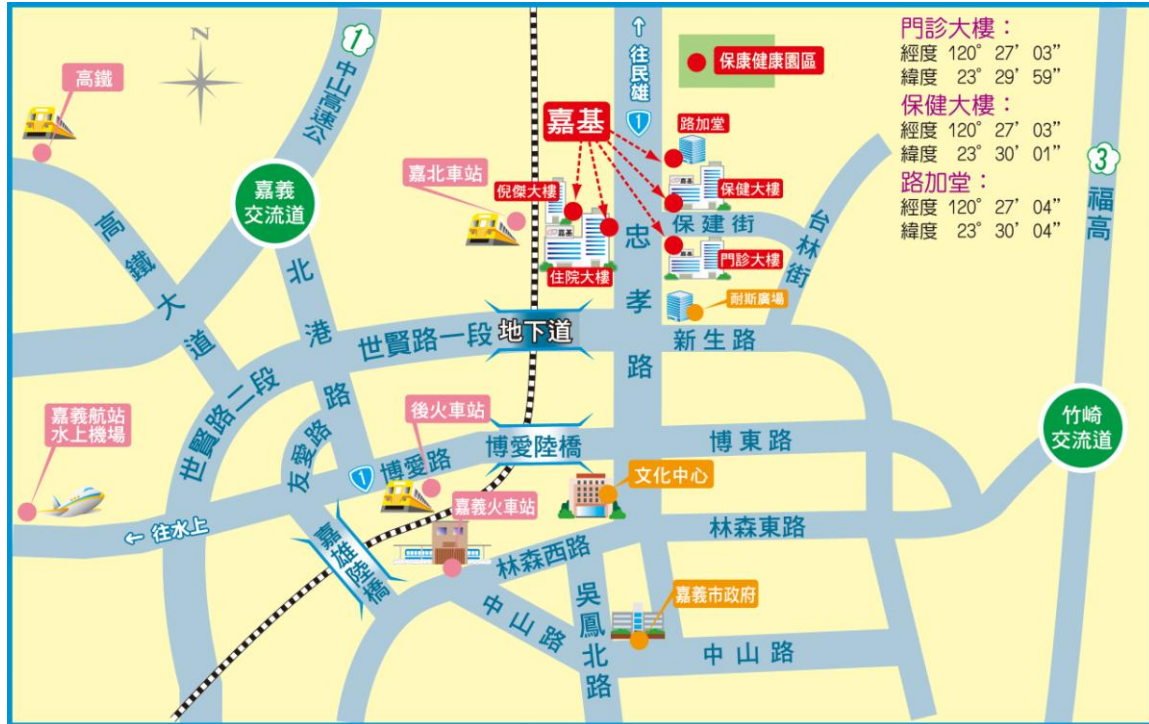 N
高鐵
1
中山高速公
往民雄
1
保康健康園區
門診大樓：
經度 120° 27’ 03”
緯度 23° 29’ 59”
保健大樓：
經度 120° 27’ 03”
緯度 23° 30’ 01”
路加堂：
經度 120° 27’ 04”
緯度 23° 30’ 04”
3
福高
嘉基
路加堂
嘉北車站
倪傑大樓
嘉基
嘉基
保健大樓
嘉義
交流道
保建街
台林街
忠孝路
嘉基
門診大樓
住院大樓
耐斯廣場
高鐵大道
北港路
世賢路一段
地下道
新生路
世賢路二段
嘉義航站
水上機場
友愛路
後火車站
1
博愛路
博愛陸橋
博東路
竹崎
交流道
文化中心
嘉義火車站
←往水上
嘉雄陸橋
林森西路
林森東路
中山路
吳鳳北路
嘉義市政府
中山路